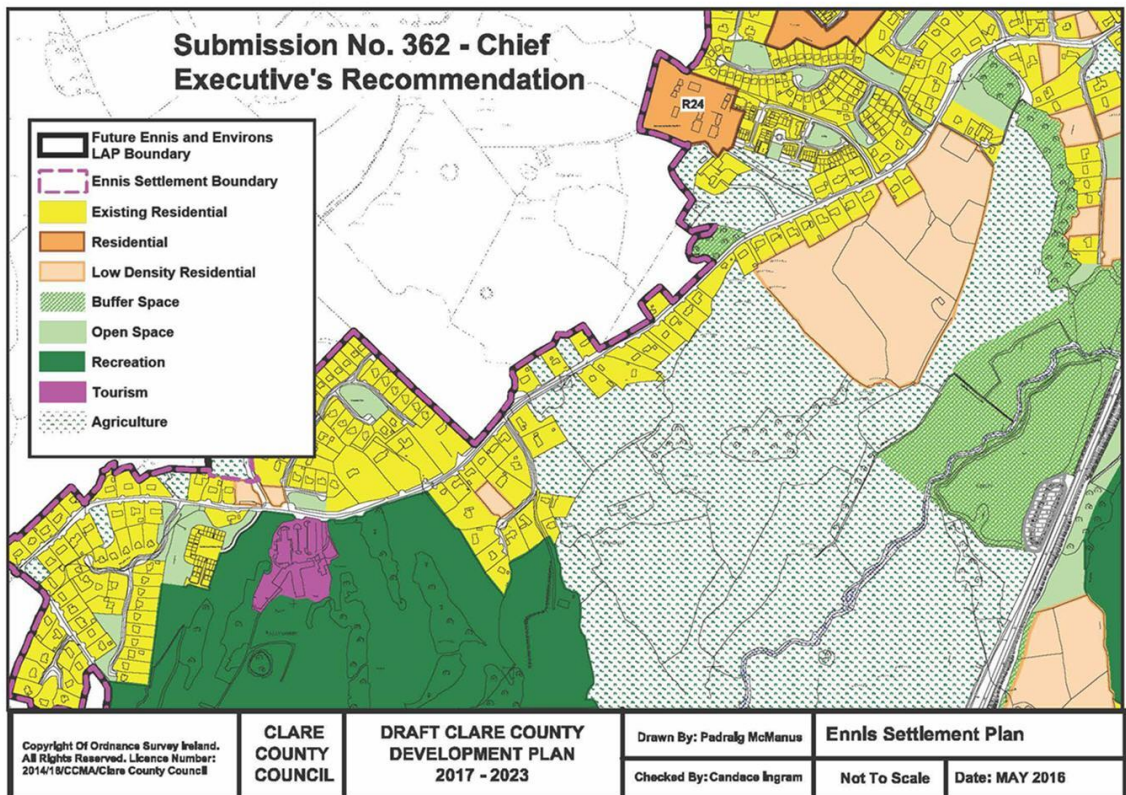 Submission No. 362 - Chief
Executive's Recommendation
R24
Future Ennis and Environs
LAP Boundary
Ennis Settlement Boundary
Existing Residential
Residential
Low Density Residential
Buffer Space
Open Space
Recreation
Tourism
Agriculture
Copyright Of Ordnance Survey Ireland.
All Rights Reserved. Licence Number:
2014/18/CCMA/Clare County Council
CLARE
COUNTY
COUNCIL
DRAFT CLARE COUNTY
DEVELOPMENT PLAN
2017 - 2023
Drawn By: Padraig McManus
Checked By: Candace Ingram
Ennis Settlement Plan
Not To Scale
Date: MAY 2016